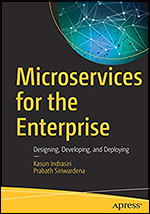 Microservices
for the
Enterprise
Designing, Developing, and Deploying
—
Kasun Indrasiri
Prabath Siriwardena
Apress®